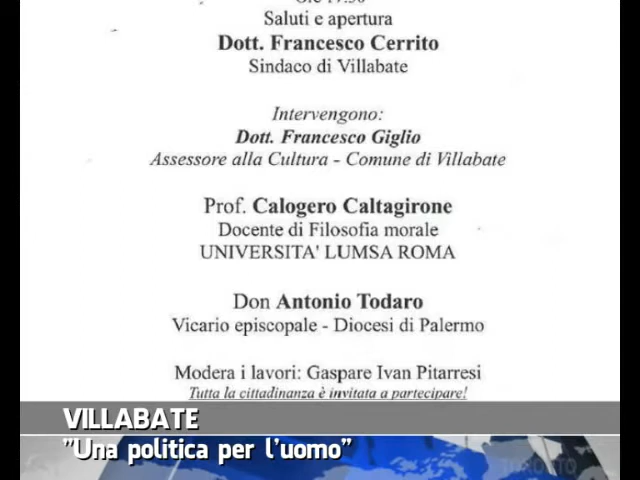 Saluti e apertura
Dott. Francesco Cerrito
Sindaco di Villabate
Intervengono:
Dott. Francesco Giglio
Assessore alla Cultura - Comune di Villabate
Prof. Calogero Caltagirone
Docente di Filosofia morale
UNIVERSITA' LUMSA ROMA
Don Antonio Todaro
Vicario episcopale - Diocesi di Palermo
Modera i lavori: Gaspare Ivan Pitarresi
Tutta la cittadinanza è invitata a partecipare!
VILLABATE
"Una politica per l'uomo"